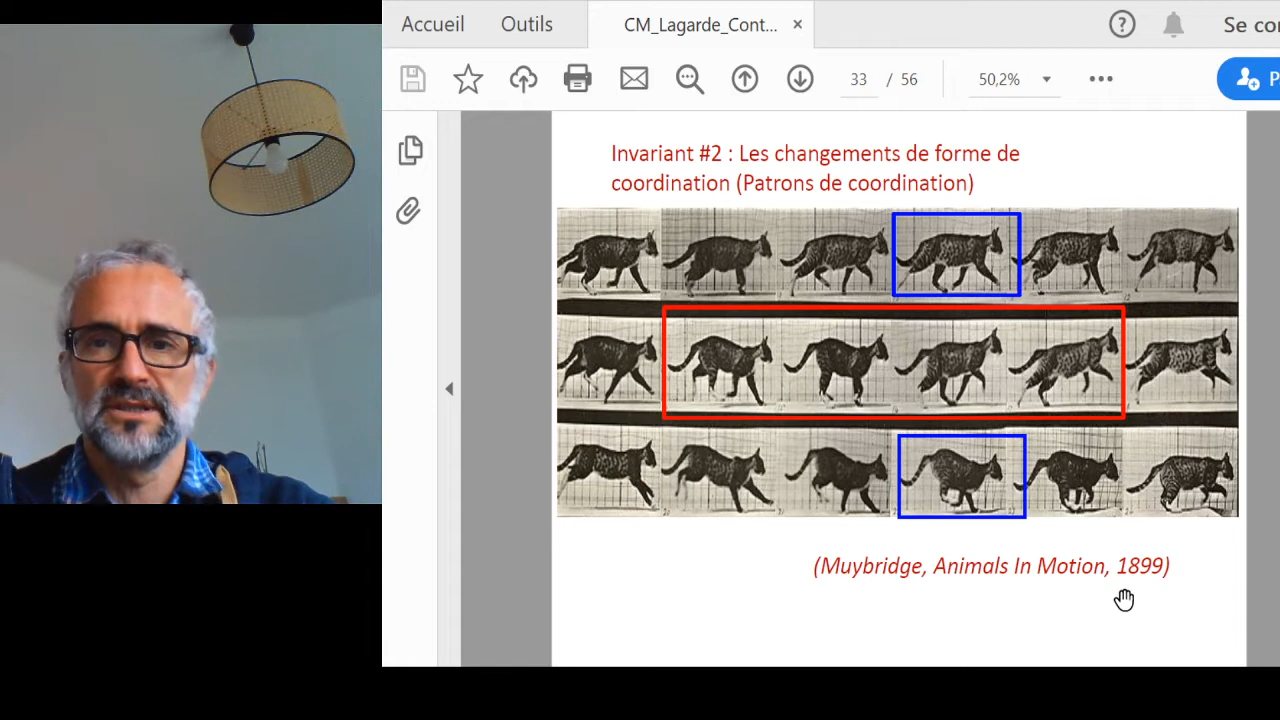 Accueil
Outils
CM_Lagarde_Cont...
Se co
33 / 56
50,2%
P
Invariant #2 : Les changements de forme de
coordination (Patrons de coordination)
(Muybridge, Animals In Motion, 1899)